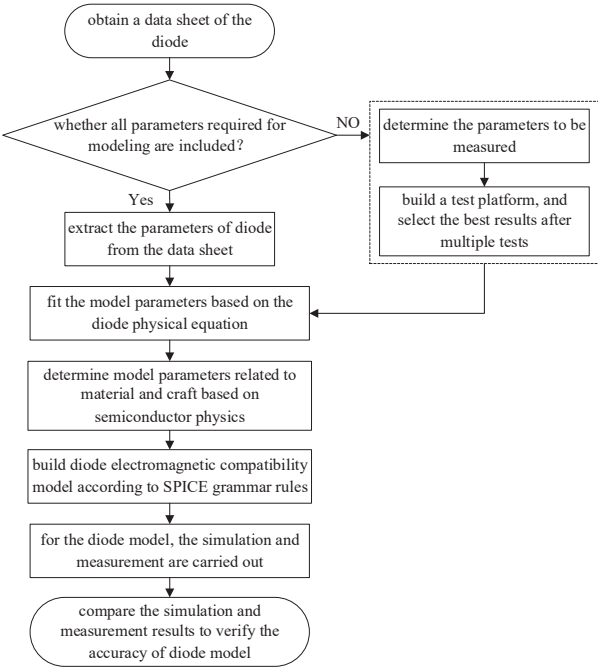 obtain a data sheet of the
diode
whether all parameters required for
modeling are included?
NO
determine the parameters to be
measured
build a test platform, and
select the best results after
multiple tests
Yes
extract the parameters of diode
from the data sheet
fit the model parameters based on the
diode physical equation
determine model parameters related to
material and craft based on
semiconductor physics
build diode electromagnetic compatibility
model according to SPICE grammar rules
for the diode model, the simulation and
measurement are carried out
compare the simulation and
measurement results to verify the
accuracy of diode model